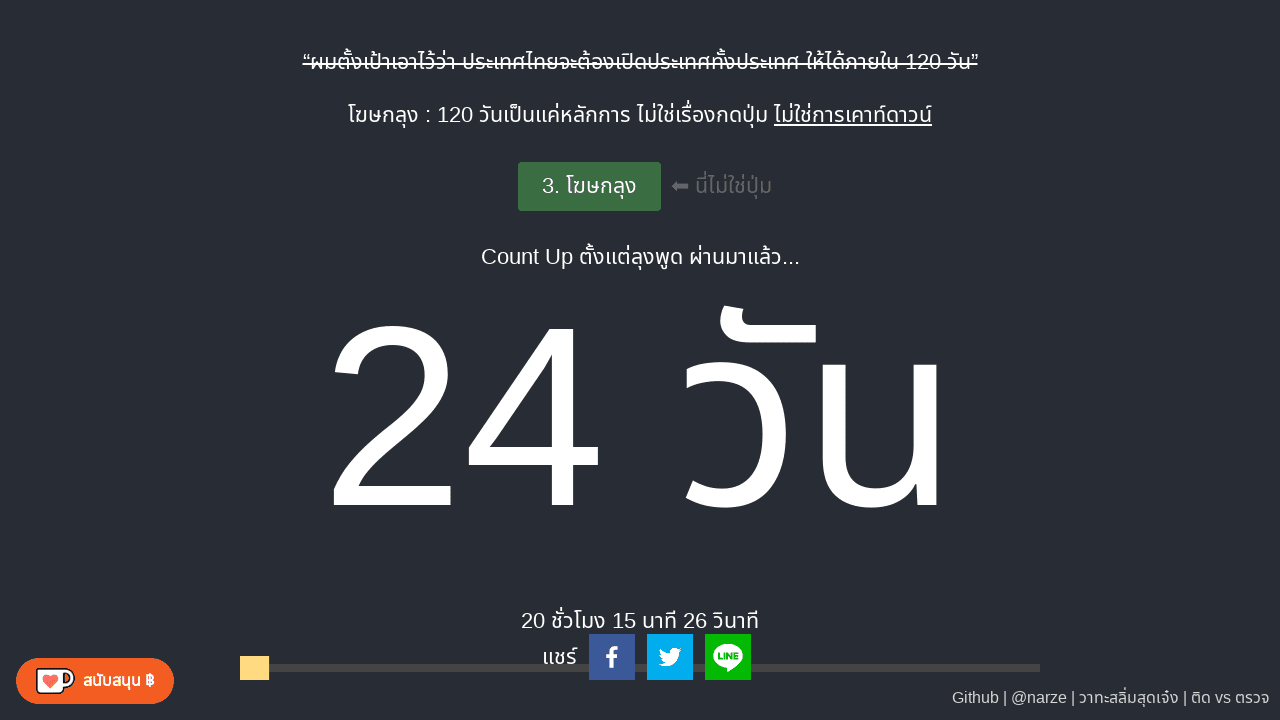 “ผมตั้งเป้าเอาไว้ว่า ประเทศไทยจะต้องเปิดประเทศทั้งประเทศ ให้ได้ภายใน 120 วัน”
โฆษกลุง : 120 วันเป็นแค่หลักการ ไม่ใช่เรื่องกดปุ่ม ไม่ใช่การเคาท์ดาวน์
3. โฆษกลุง ⬅ นี่ไม่ใช่ปุ่ม
Count Up ตั้งแต่ลุงพูด ผ่านมาแล้ว...
24 วัน
20 ชั่วโมง 15 นาที 26 วินาที
แชร์
LINE
สนับสนุน ฿
Github | @narze | วาทะสลิ่มสุดเจ๋ง | ติด vs ตรวจ